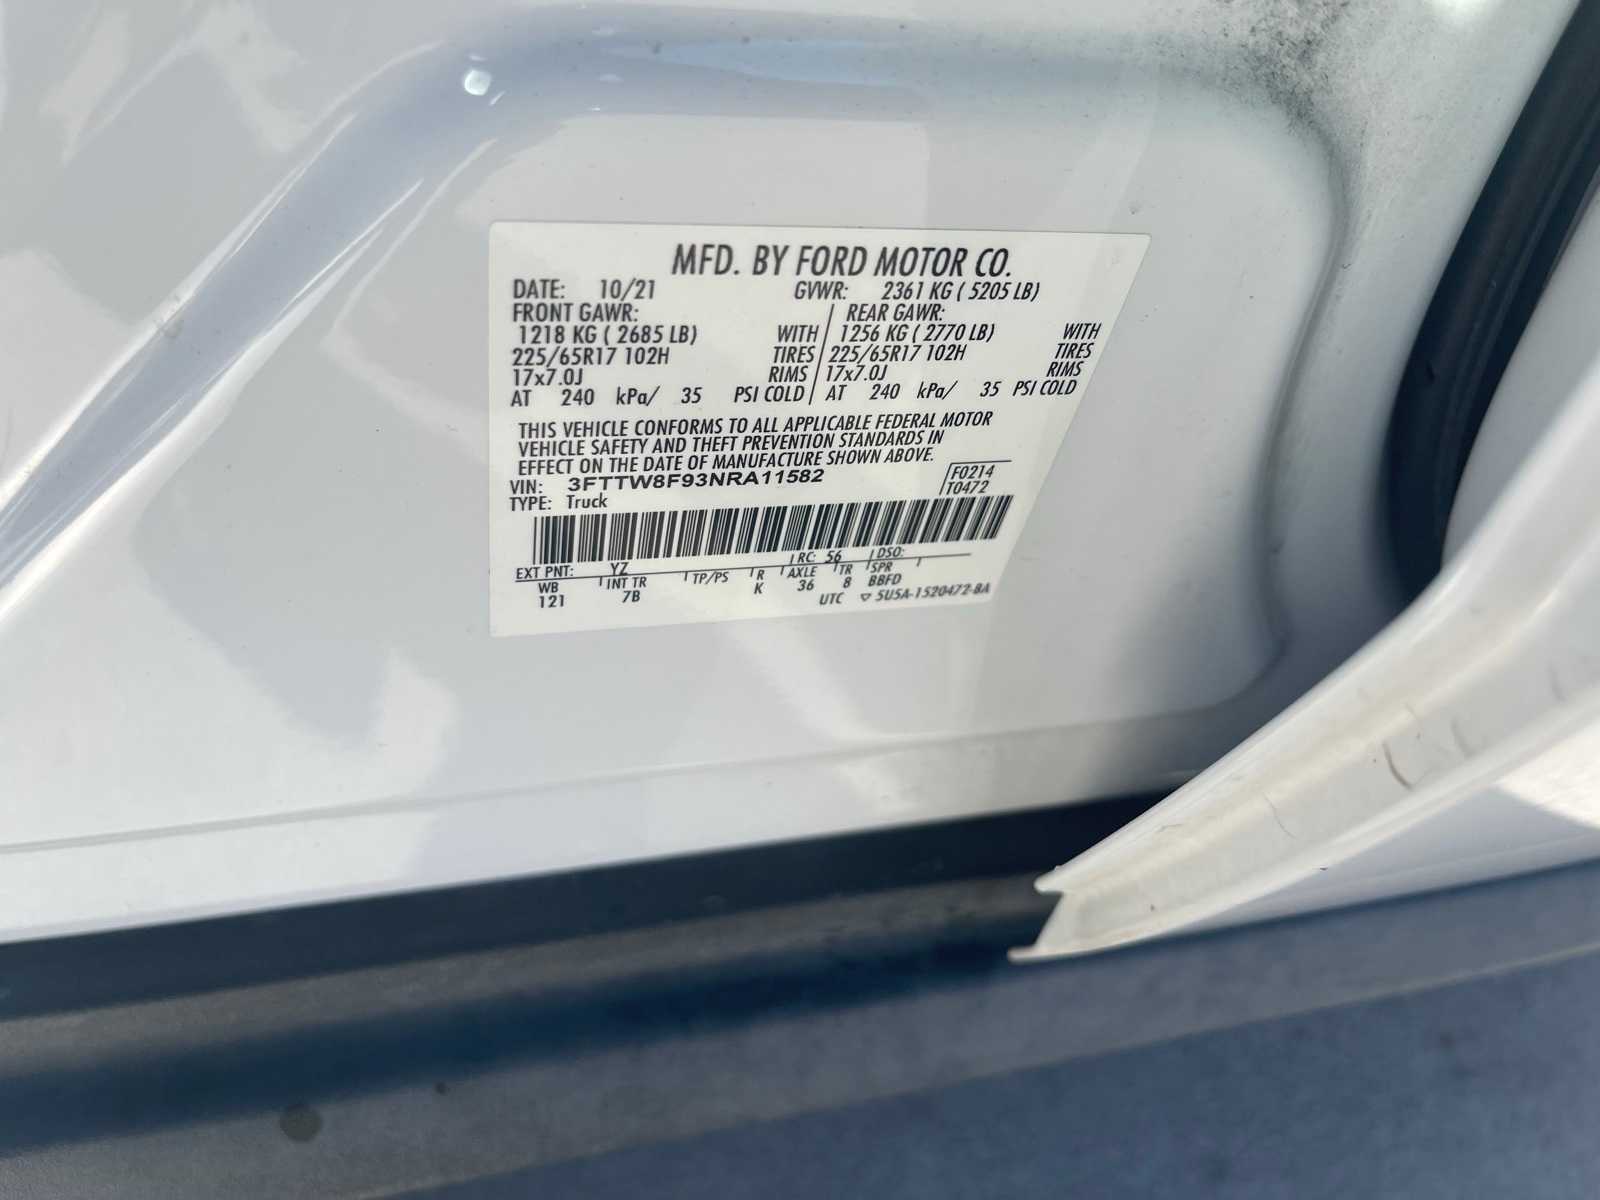 MFD. BY FORD MOTOR CO.
DATE: 10/21 GVWR: 2361 KG ( 5205 LB)
FRONT GAWR: REAR GAWR:
1218 KG ( 2685 LB) WITH 1256 KG ( 2770 LB) WITH
225/65R17 102H TIRES 225/65R17 102H TIRES
17x7.0J RIMS 17x7.0J RIMS
AT 240 kPa/ 35 PSI COLD AT 240 kPa/ 35 PSI COLD
THIS VEHICLE CONFORMS TO ALL APPLICABLE FEDERAL MOTOR
VEHICLE SAFETY AND THEFT PREVENTION STANDARDS IN
EFFECT ON THE DATE OF MANUFACTURE SHOWN ABOVE.
VIN: 3FTTW8F93NRA11582 F0214
TYPE: Truck T0472
EXT PNT: YZ RC: 56 DSO:
WB INT TR TP/PS R AXLE TR SPR
121 7B K 36 8 BBFD
UTC ▽ 5U5A-1520472-BA